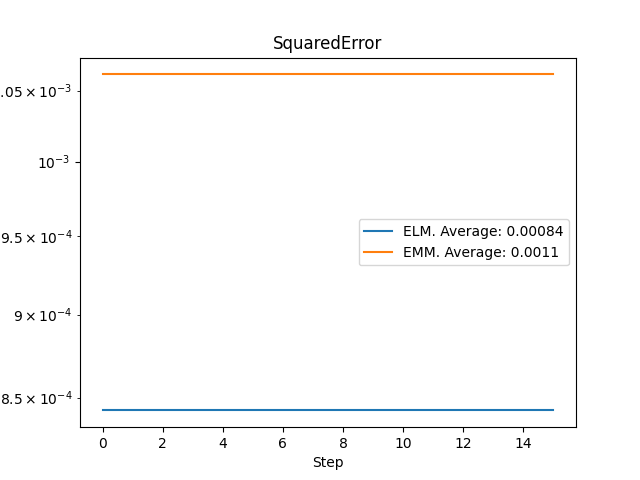 SquaredError
.05 × 10⁻³
10⁻³
9.5 × 10⁻⁴
9 × 10⁻⁴
8.5 × 10⁻⁴
ELM. Average: 0.00084
EMM. Average: 0.0011
0 2 4 6 8 10 12 14
Step